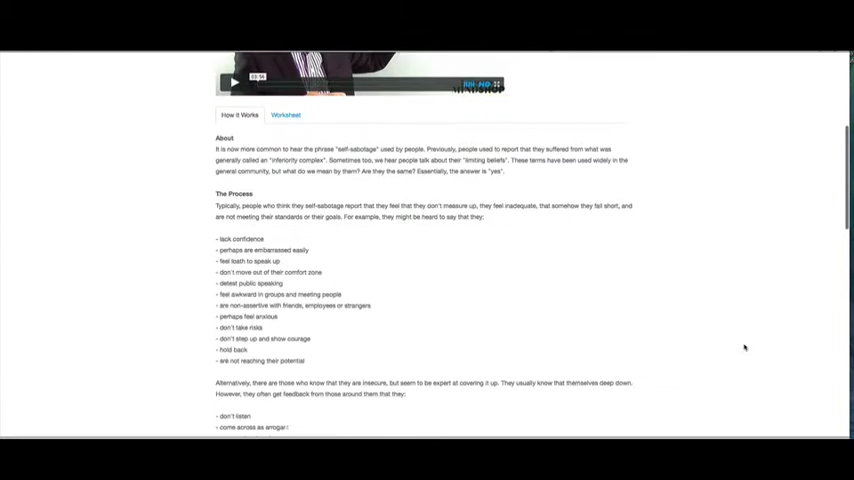 03:56
HD
MINDSHOP
How it Works
Worksheet
About
It is now more common to hear the phrase "self-sabotage" used by people. Previously, people used to report that they suffered from what was
generally called an "inferiority complex". Sometimes too, we hear people talk about their "limiting beliefs". These terms have been used widely in the
general community, but what do we mean by them? Are they the same? Essentially, the answer is "yes".
The Process
Typically, people who think they self-sabotage report that they feel that they don't measure up, they feel inadequate, that somehow they fall short, and
are not meeting their standards or their goals. For example, they might be heard to say that they:
- lack confidence
- perhaps are embarrassed easily
- feel loath to speak up
- don't move out of their comfort zone
- detest public speaking
- feel awkward in groups and meeting people
- are non-assertive with friends, employees or strangers
- perhaps feel anxious
- don't take risks
- don't step up and show courage
- hold back
- are not reaching their potential
Alternatively, there are those who know that they are insecure, but seem to be expert at covering it up. They usually know that themselves deep down.
However, they often get feedback from those around them that they:
- don't listen
- come across as arrogant